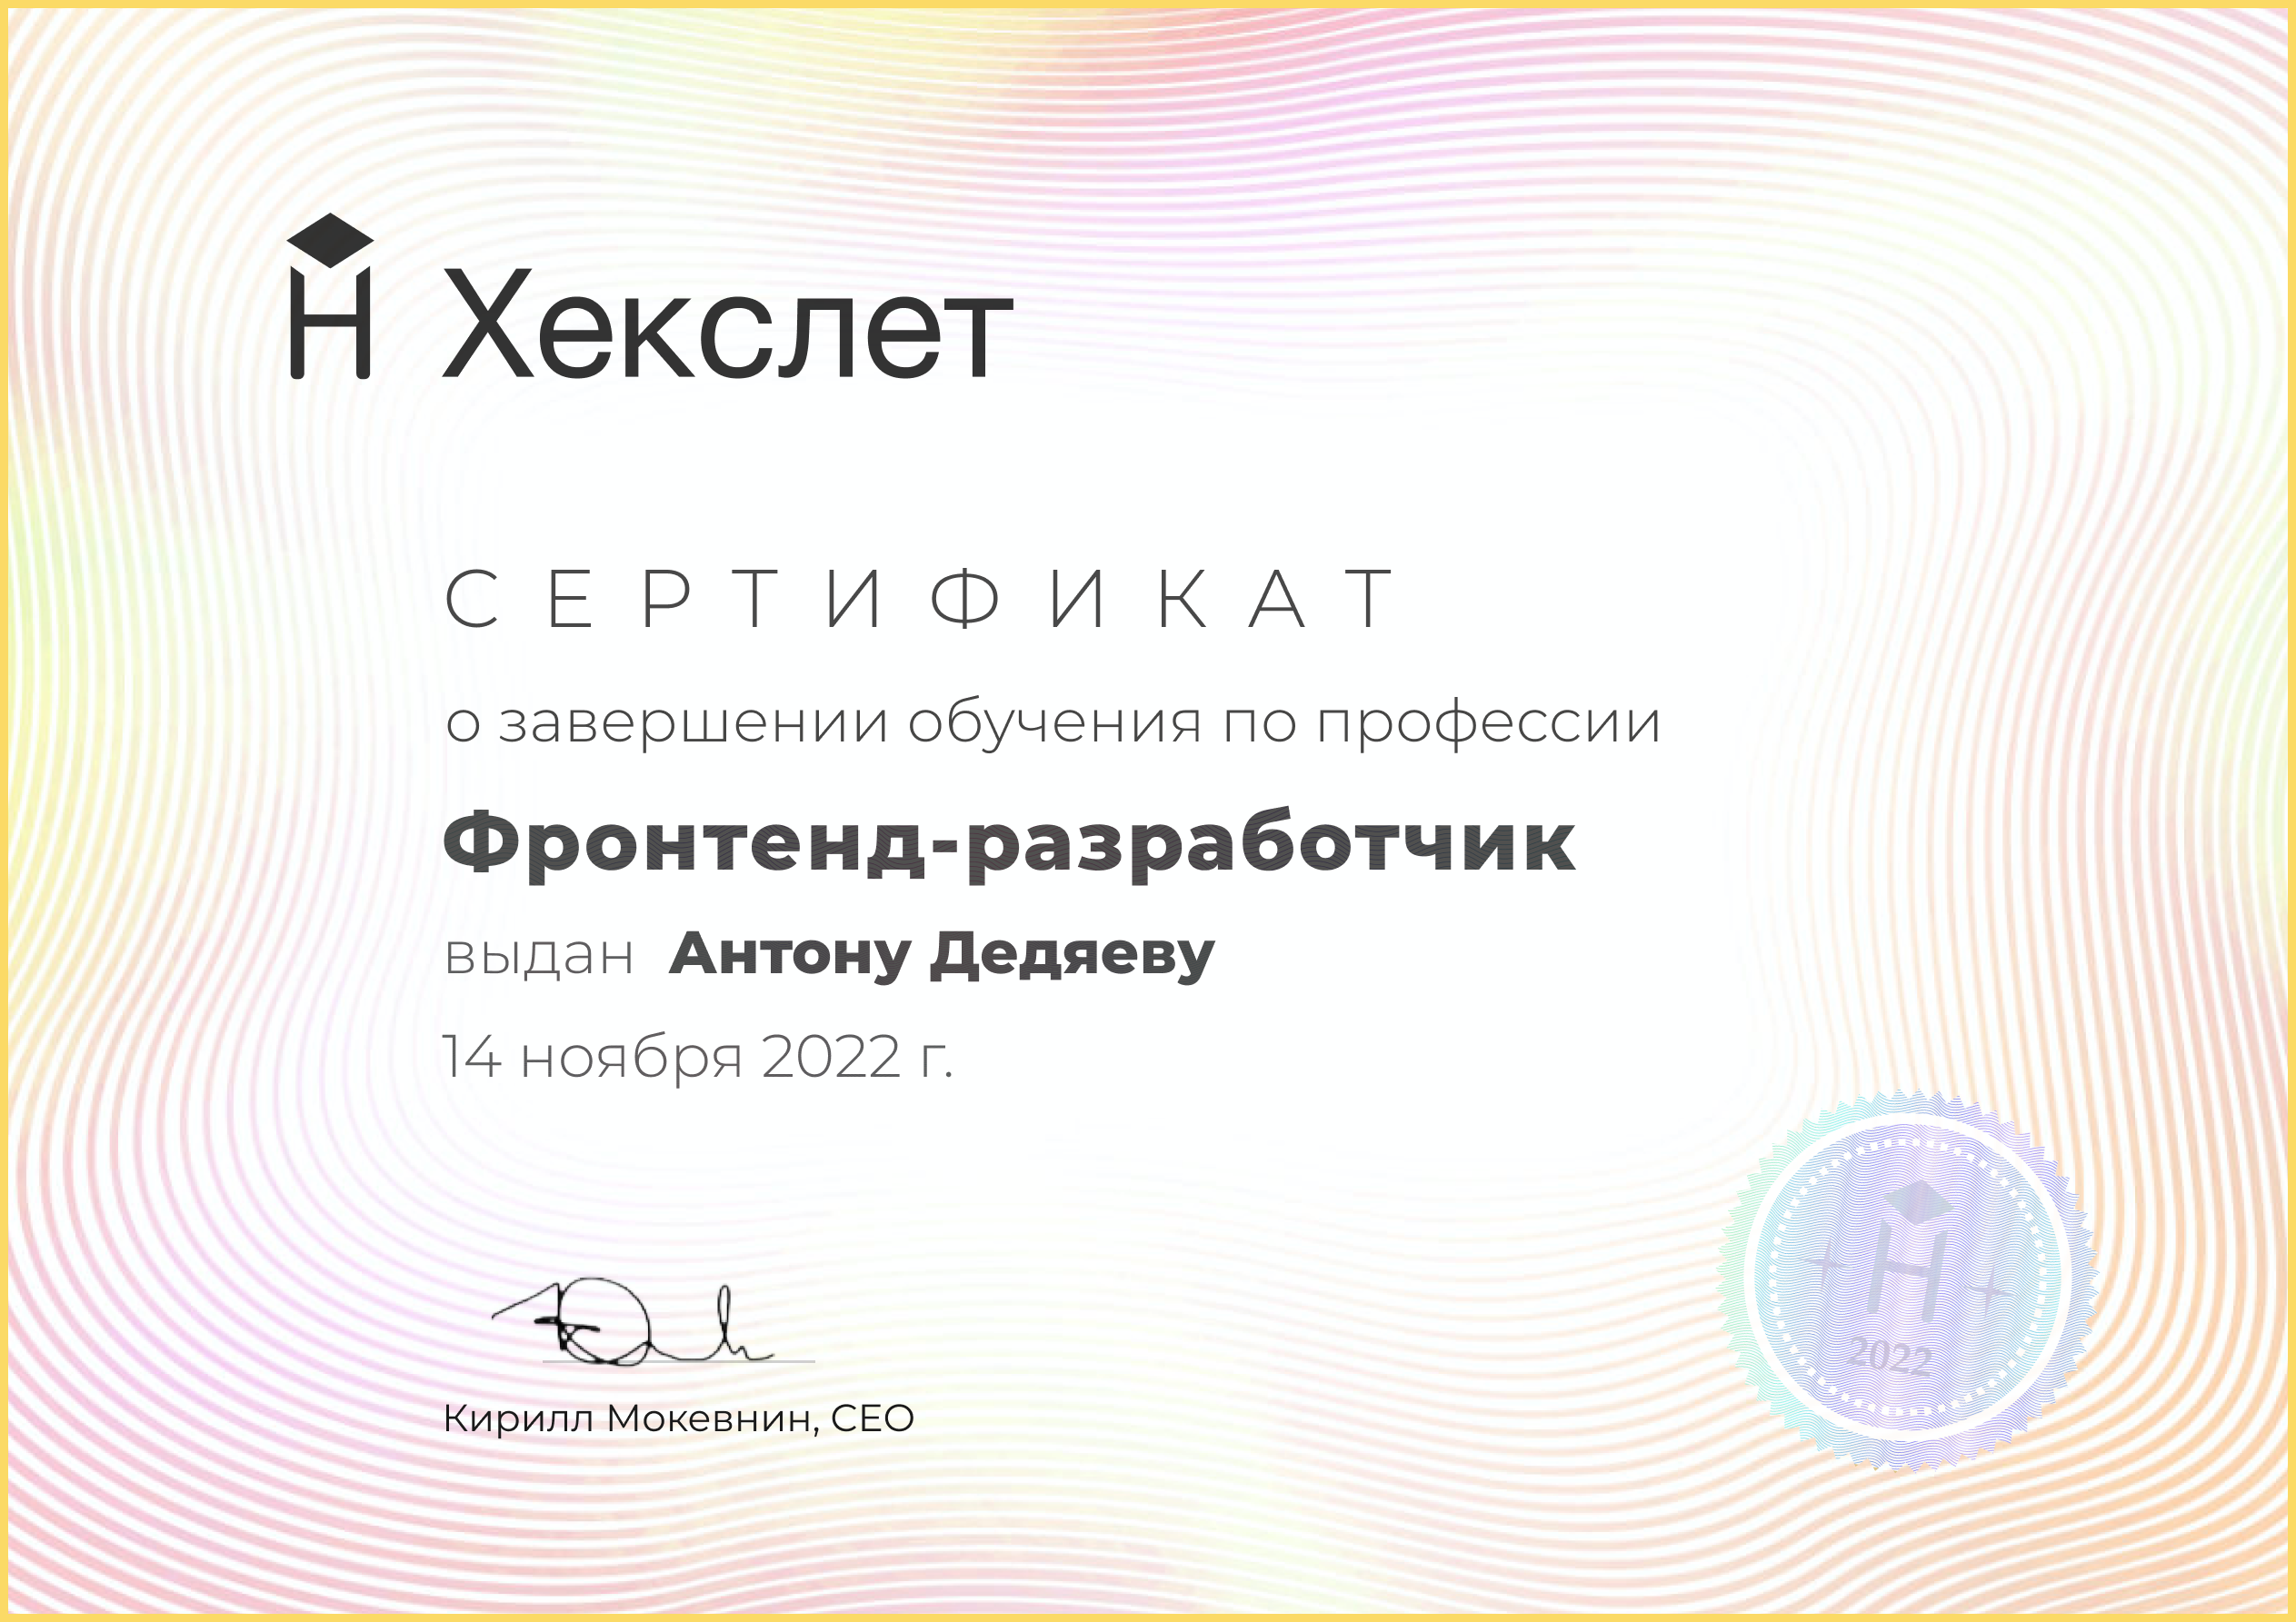 Хекслет
СЕРТИФИКАТ
о завершении обучения по профессии
Фронтенд-разработчик
выдан Антону Дедяеву
14 ноября 2022 г.
Кирилл Мокевнин, CEO
H
2022